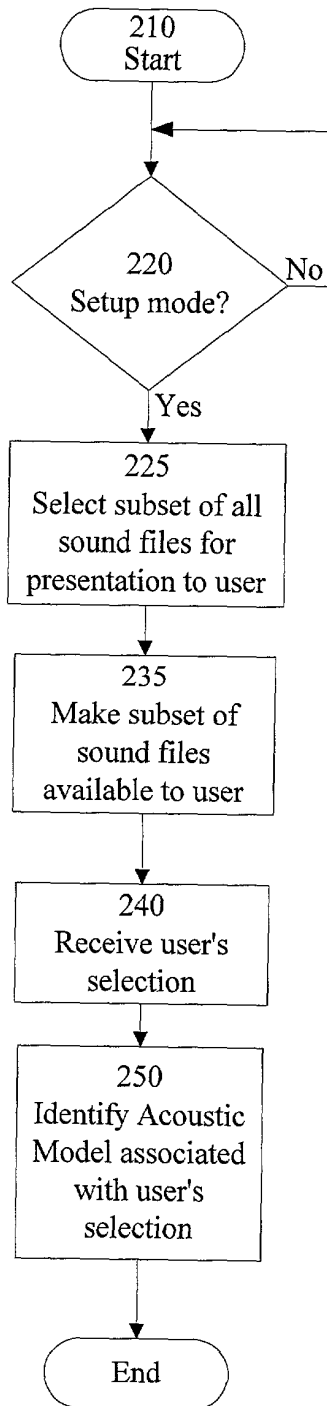 210
Start
220
Setup mode?
No
Yes
225
Select subset of all
sound files for
presentation to user
235
Make subset of
sound files
available to user
240
Receive user's
selection
250
Identify Acoustic
Model associated
with user's
selection
End